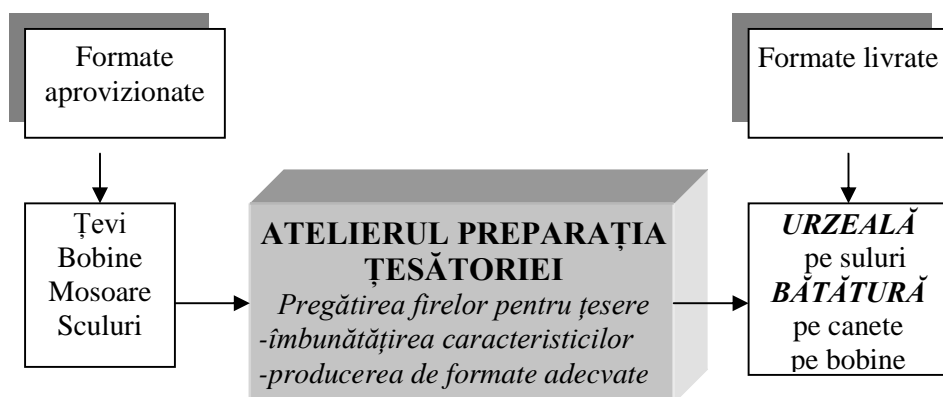 Formate
aprovizionate
Formate livrate
Țevi
Bobine
Mosoare
Sculuri
ATELIERUL PREPARAȚIA
ȚESĂTORIEI
Pregătirea firelor pentru țesere
-îmbunătățirea caracteristicilor
-producerea de formate adecvate
URZEALĂ
pe suluri
BĂTĂTURĂ
pe canete
pe bobine